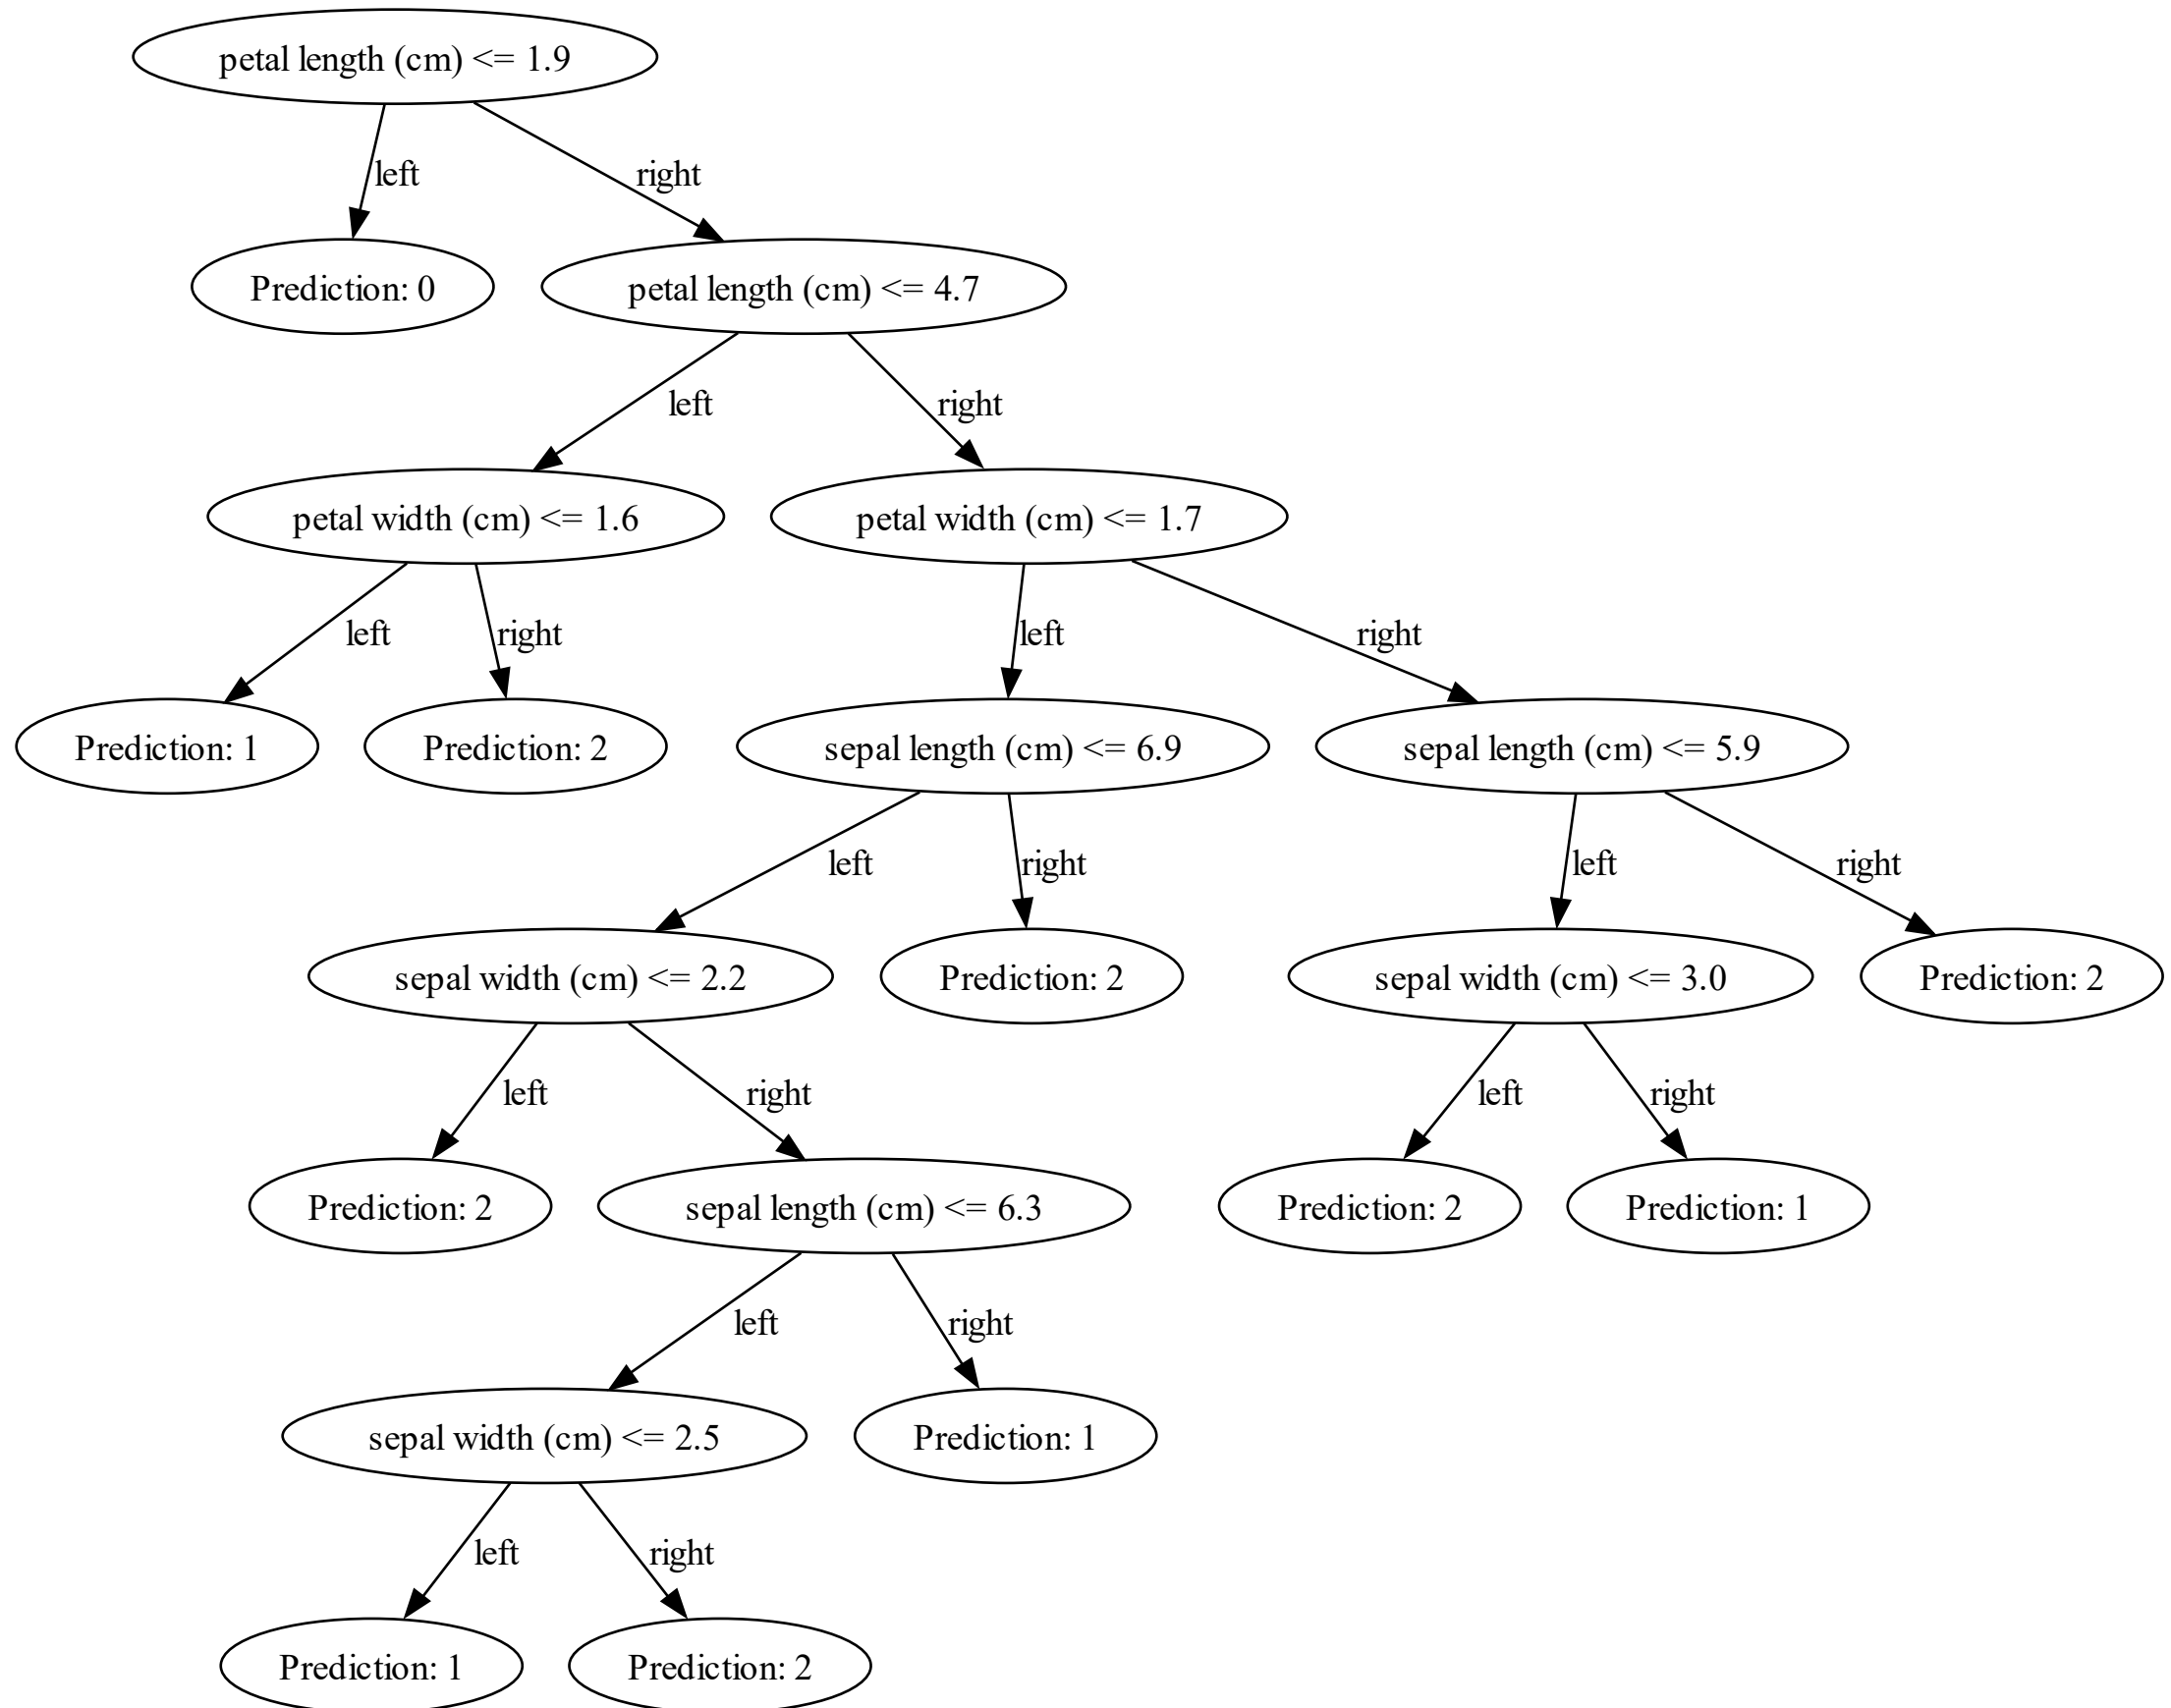 petal length (cm) <= 1.9
left
right
Prediction: 0
petal length (cm) <= 4.7
left
right
petal width (cm) <= 1.6
petal width (cm) <= 1.7
left
right
left
right
Prediction: 1
Prediction: 2
sepal length (cm) <= 6.9
sepal length (cm) <= 5.9
left
right
left
right
sepal width (cm) <= 2.2
Prediction: 2
sepal width (cm) <= 3.0
Prediction: 2
left
right
left
right
Prediction: 2
sepal length (cm) <= 6.3
Prediction: 2
Prediction: 1
left
right
sepal width (cm) <= 2.5
Prediction: 1
left
right
Prediction: 1
Prediction: 2